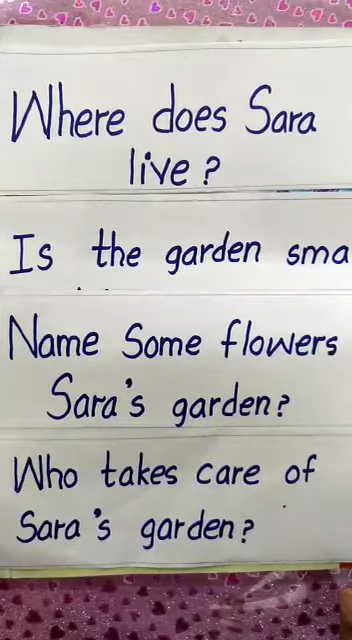 Where does Sara
live?
Is the garden sma
Name Some flowers
Sara's garden?
Who takes care of
Sara's garden?